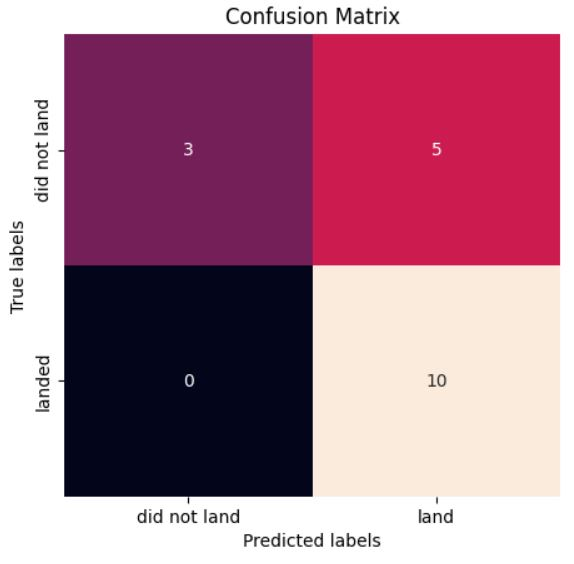 Confusion Matrix
did not land
3
5
True labels
landed
0
10
did not land
land
Predicted labels